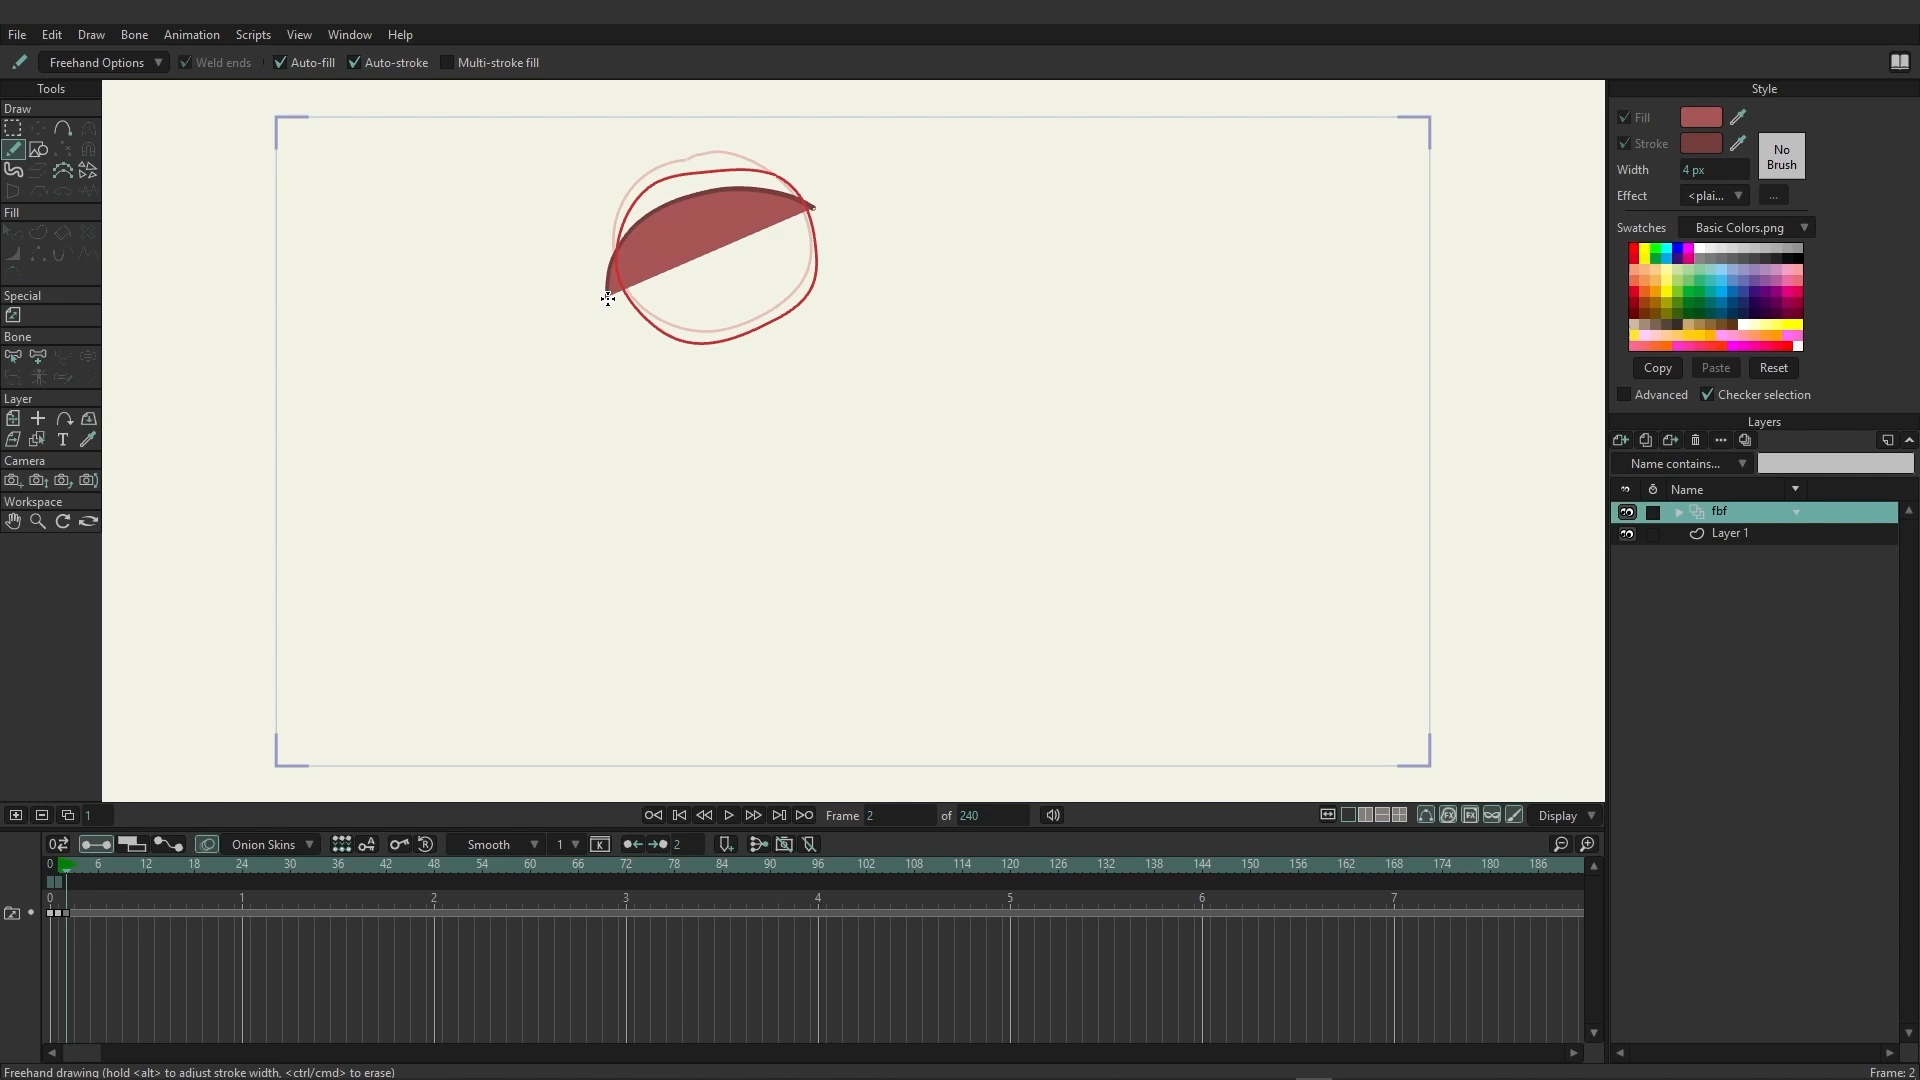 File Edit Draw Bone Animation Scripts View Window Help
Freehand Options Weld ends Auto-fill Auto-stroke Multi-stroke fill
Tools
Draw
Fill
Special
Bone
Layer
Camera
Workspace
Style
Fill
Stroke
No Brush
Width 4 px
Effect <plai... ...
Swatches Basic Colors.png
Copy Paste Reset
Advanced Checker selection
Layers
Name contains...
Name
fbf
Layer 1
1 Frame 2 of 240 Display
Onion Skins Smooth 1 2
0 6 12 18 24 30 36 42 48 54 60 66 72 78 84 90 96 102 108 114 120 126 132 138 144 150 156 162 168 174 180 186
0 1 2 3 4 5 6 7
Freehand drawing (hold <alt> to adjust stroke width, <ctrl/cmd> to erase) Frame: 2